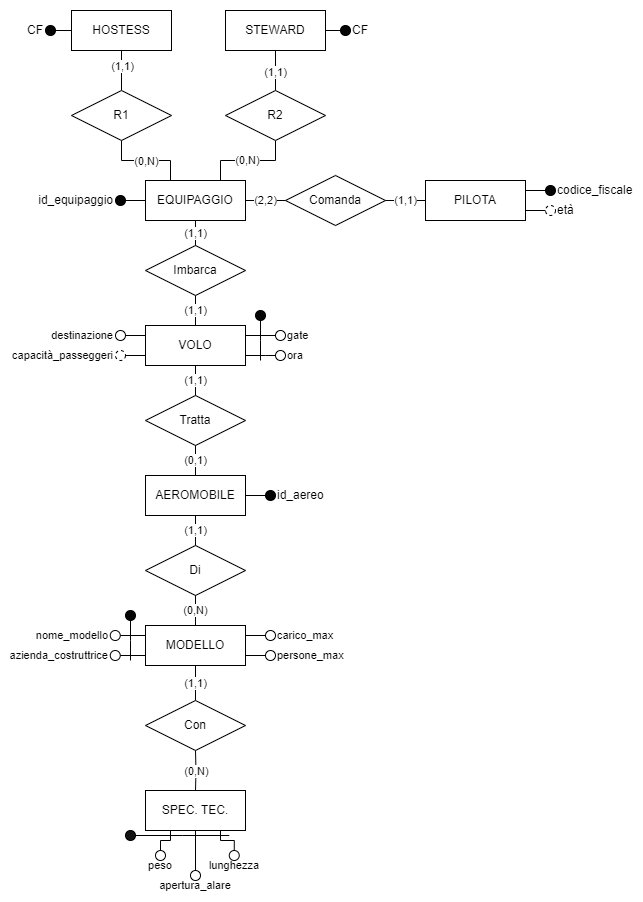 CF HOSTESS STEWARD CF
(1,1) (1,1)
R1 R2
(0,N) (0,N)
id_equipaggio EQUIPAGGIO (2,2) Comanda (1,1) PILOTA codice_fiscale
età
(1,1)
Imbarca
(1,1)
destinazione VOLO gate
capacità_passeggeri ora
(1,1)
Tratta
(0,1)
AEROMOBILE id_aereo
(1,1)
Di
(0,N)
nome_modello MODELLO carico_max
azienda_costruttrice persone_max
(1,1)
Con
(0,N)
SPEC. TEC.
peso lunghezza
apertura_alare